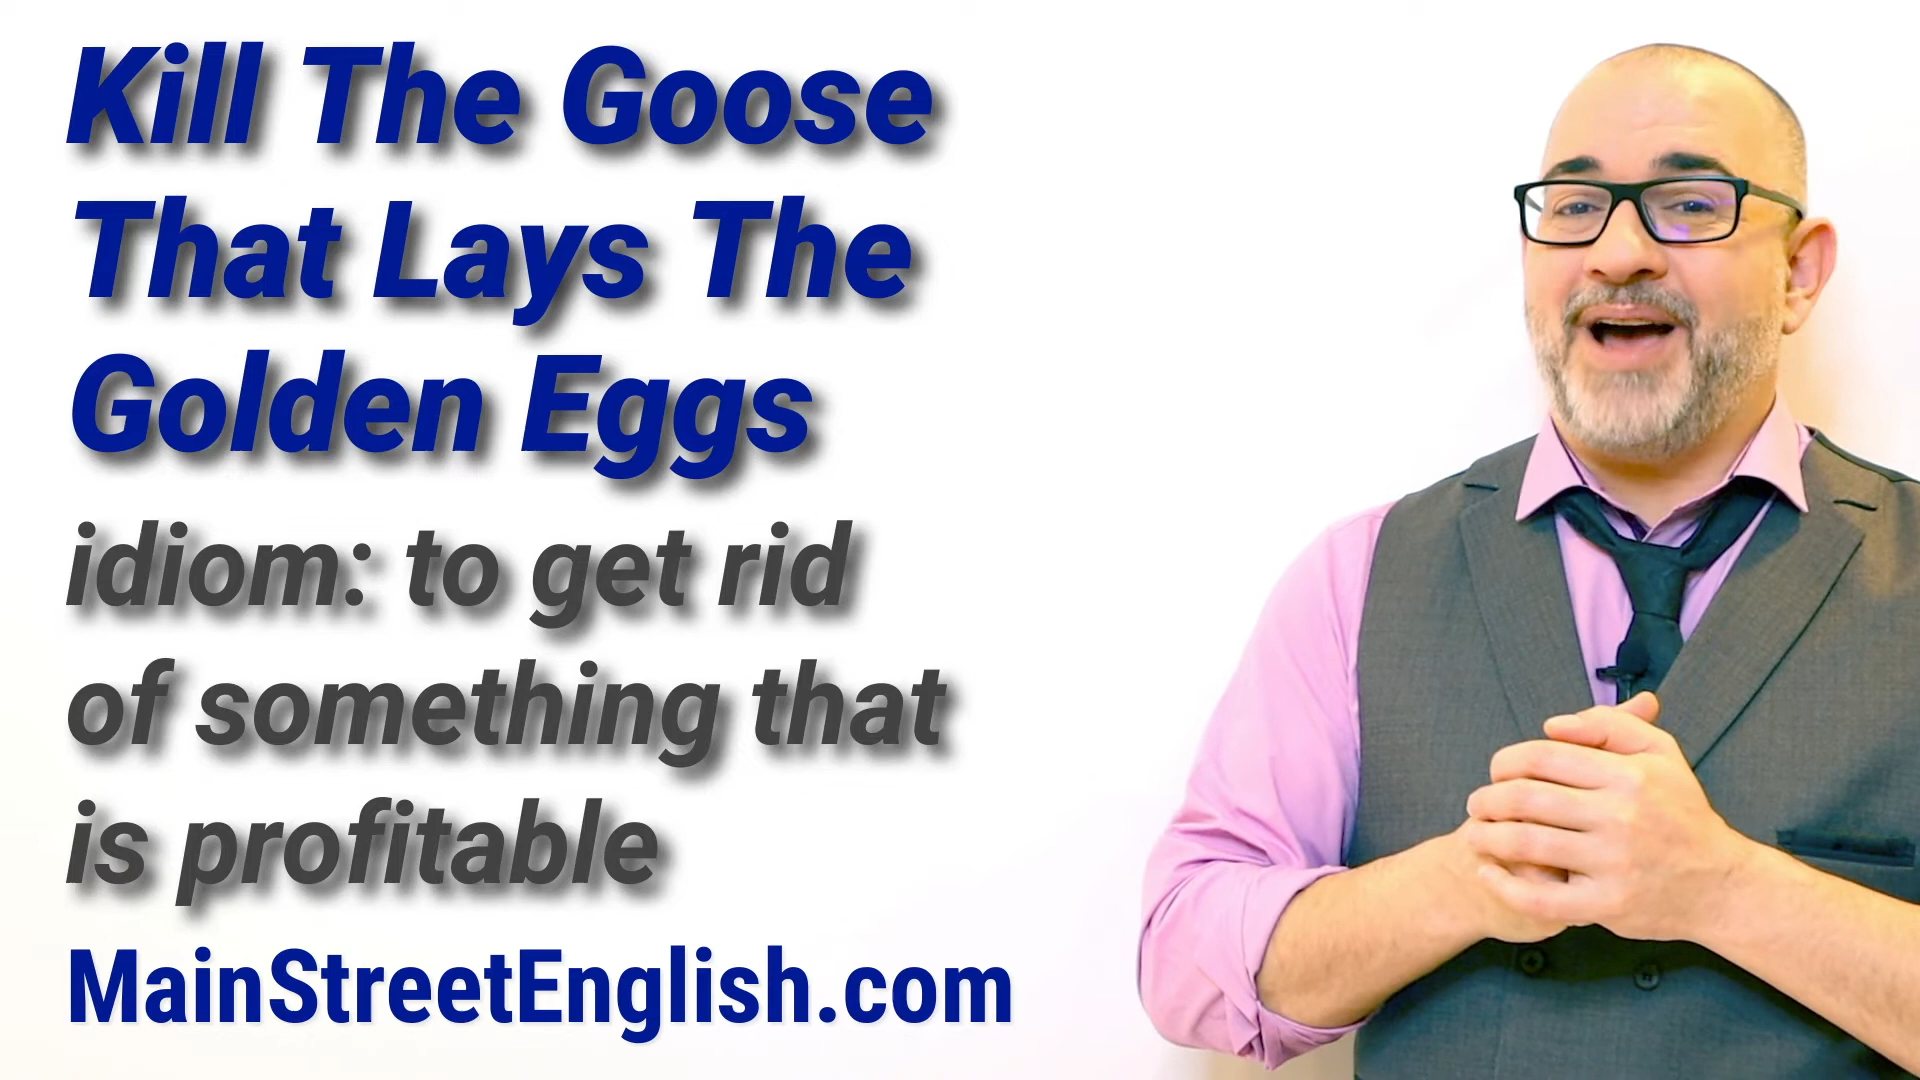 Kill The Goose
That Lays The
Golden Eggs
idiom: to get rid
of something that
is profitable
MainStreetEnglish.com